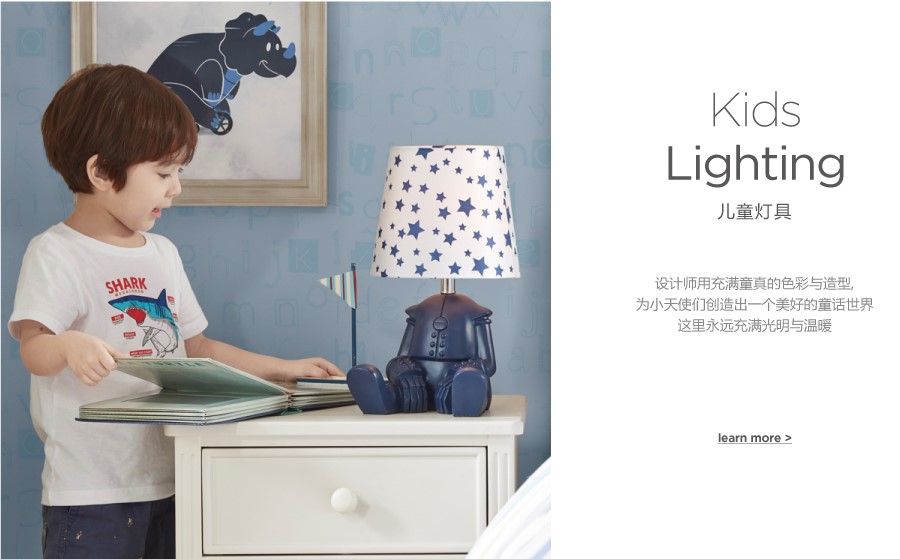 Kids
Lighting
儿童灯具
设计师用充满童真的色彩与造型,
为小天使们创造出一个美好的童话世界
这里永远充满光明与温暖
learn more >
SHARK
TURTLE